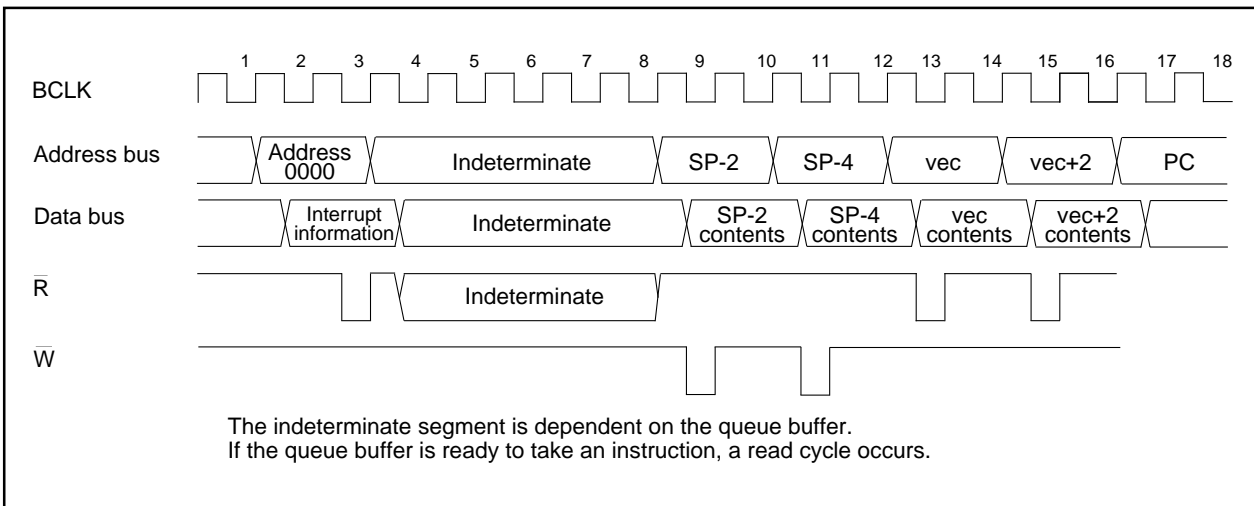 1 2 3 4 5 6 7 8 9 10 11 12 13 14 15 16 17 18
BCLK
Address bus
Address
0000
Indeterminate
SP-2
SP-4
vec
vec+2
PC
Data bus
Interrupt
information
Indeterminate
SP-2
contents
SP-4
contents
vec
contents
vec+2
contents
R̅
Indeterminate
W̅
The indeterminate segment is dependent on the queue buffer.
If the queue buffer is ready to take an instruction, a read cycle occurs.